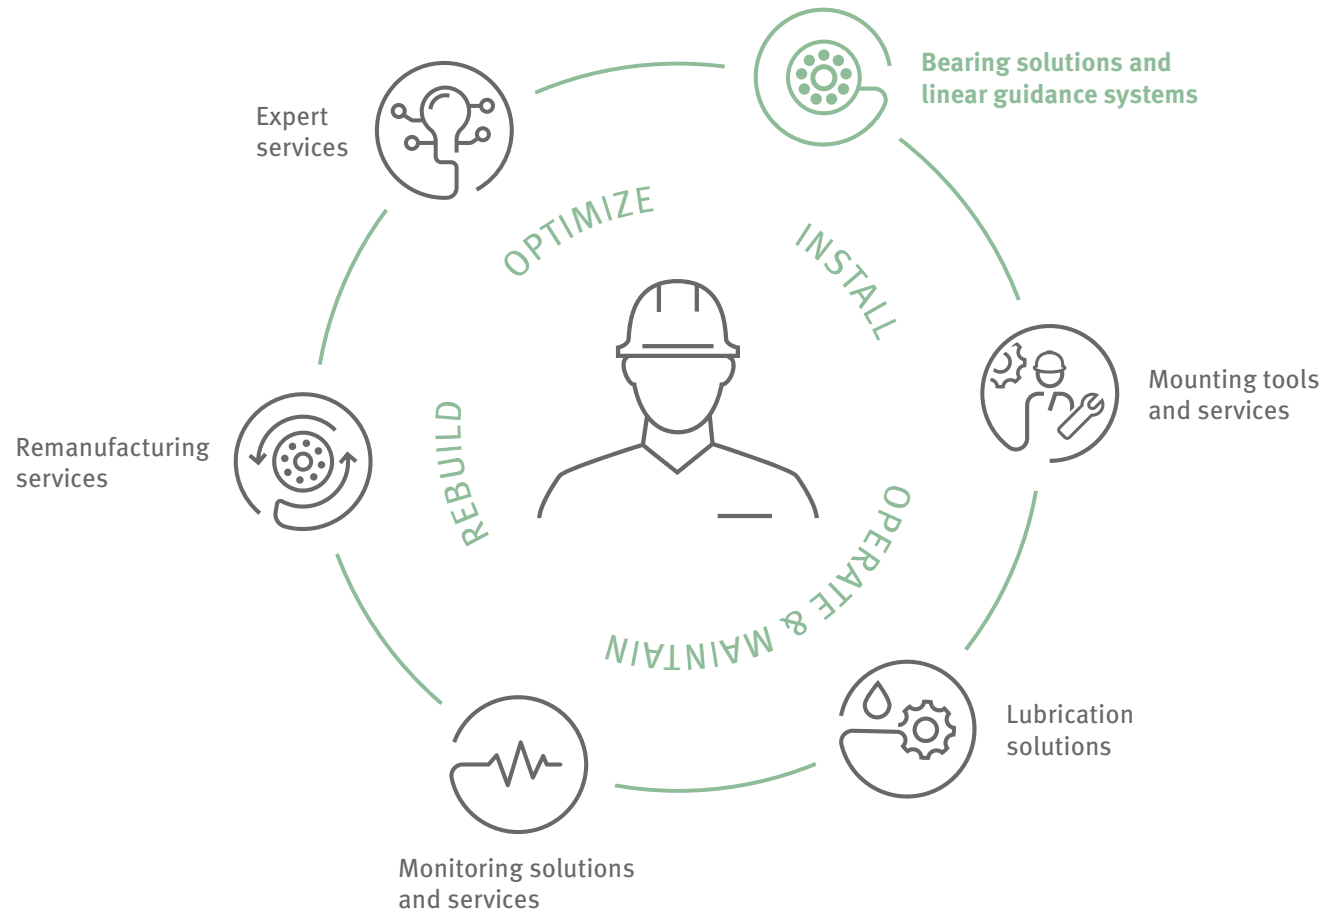 Bearing solutions and
linear guidance systems
Expert
services
OPTIMIZE
INSTALL
Mounting tools
and services
REBUILD
Remanufacturing
services
OPERATE & MAINTAIN
Lubrication
solutions
Monitoring solutions
and services